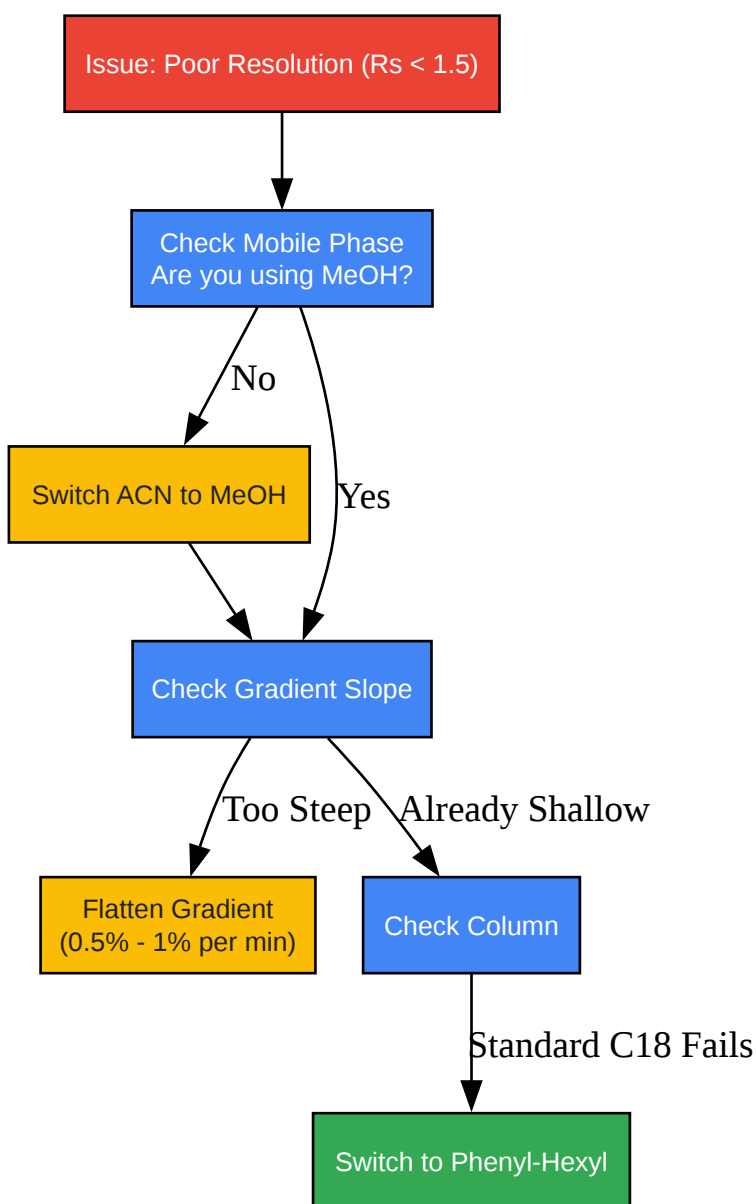 Issue: Poor Resolution (Rs < 1.5)
Check Mobile Phase
Are you using MeOH?
No
Switch ACN to MeOH
Yes
Check Gradient Slope
Too Steep
Already Shallow
Flatten Gradient
(0.5% - 1% per min)
Check Column
Standard C18 Fails
Switch to Phenyl-Hexyl